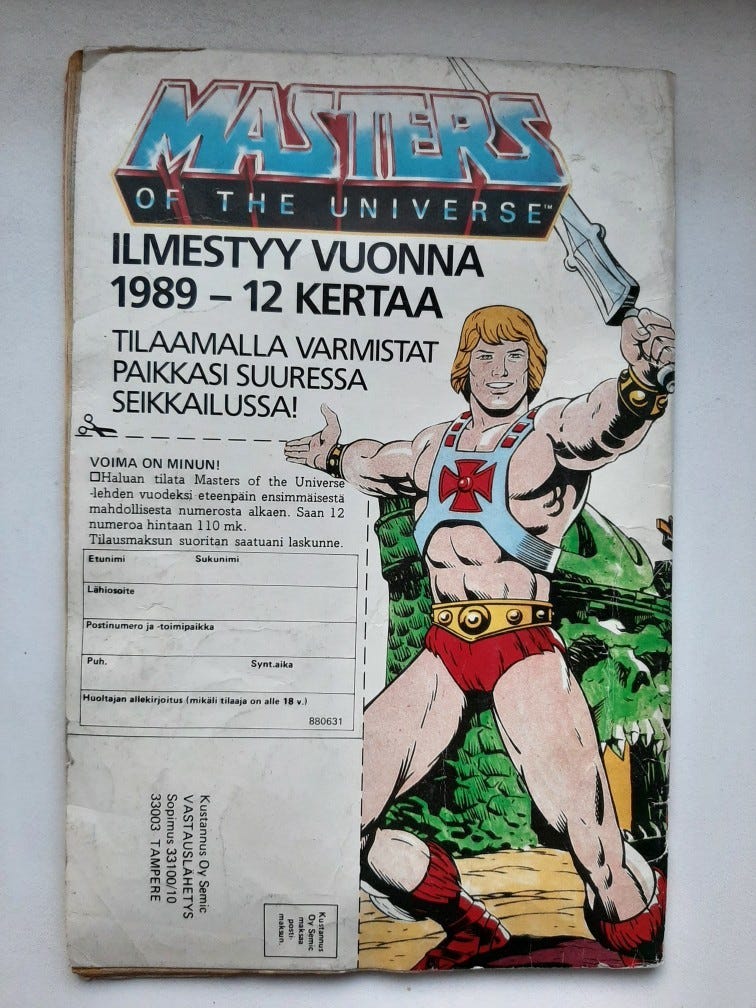 MASTERS
OF THE UNIVERSE™
ILMESTYY VUONNA
1989 – 12 KERTAA
TILAAMALLA VARMISTAT
PAIKKASI SUURESSA
SEIKKAILUSSA!
VOIMA ON MINUN!
☐Haluan tilata Masters of the Universe
-lehden vuodeksi eteenpäin ensimmäisestä
mahdollisesta numerosta alkaen. Saan 12
numeroa hintaan 110 mk.
Tilausmaksun suoritan saatuani laskunne.
Etunimi Sukunimi
Lähiosoite
Postinumero ja -toimipaikka
Puh. Synt.aika
Huoltajan allekirjoitus (mikäli tilaaja on alle 18 v.)
880631
Kustannus Oy Semic
VASTAUSLÄHETYS
Sopimus 33100/10
33003 TAMPERE
Kustannus
Oy Semic
maksaa
posti-
maksun.